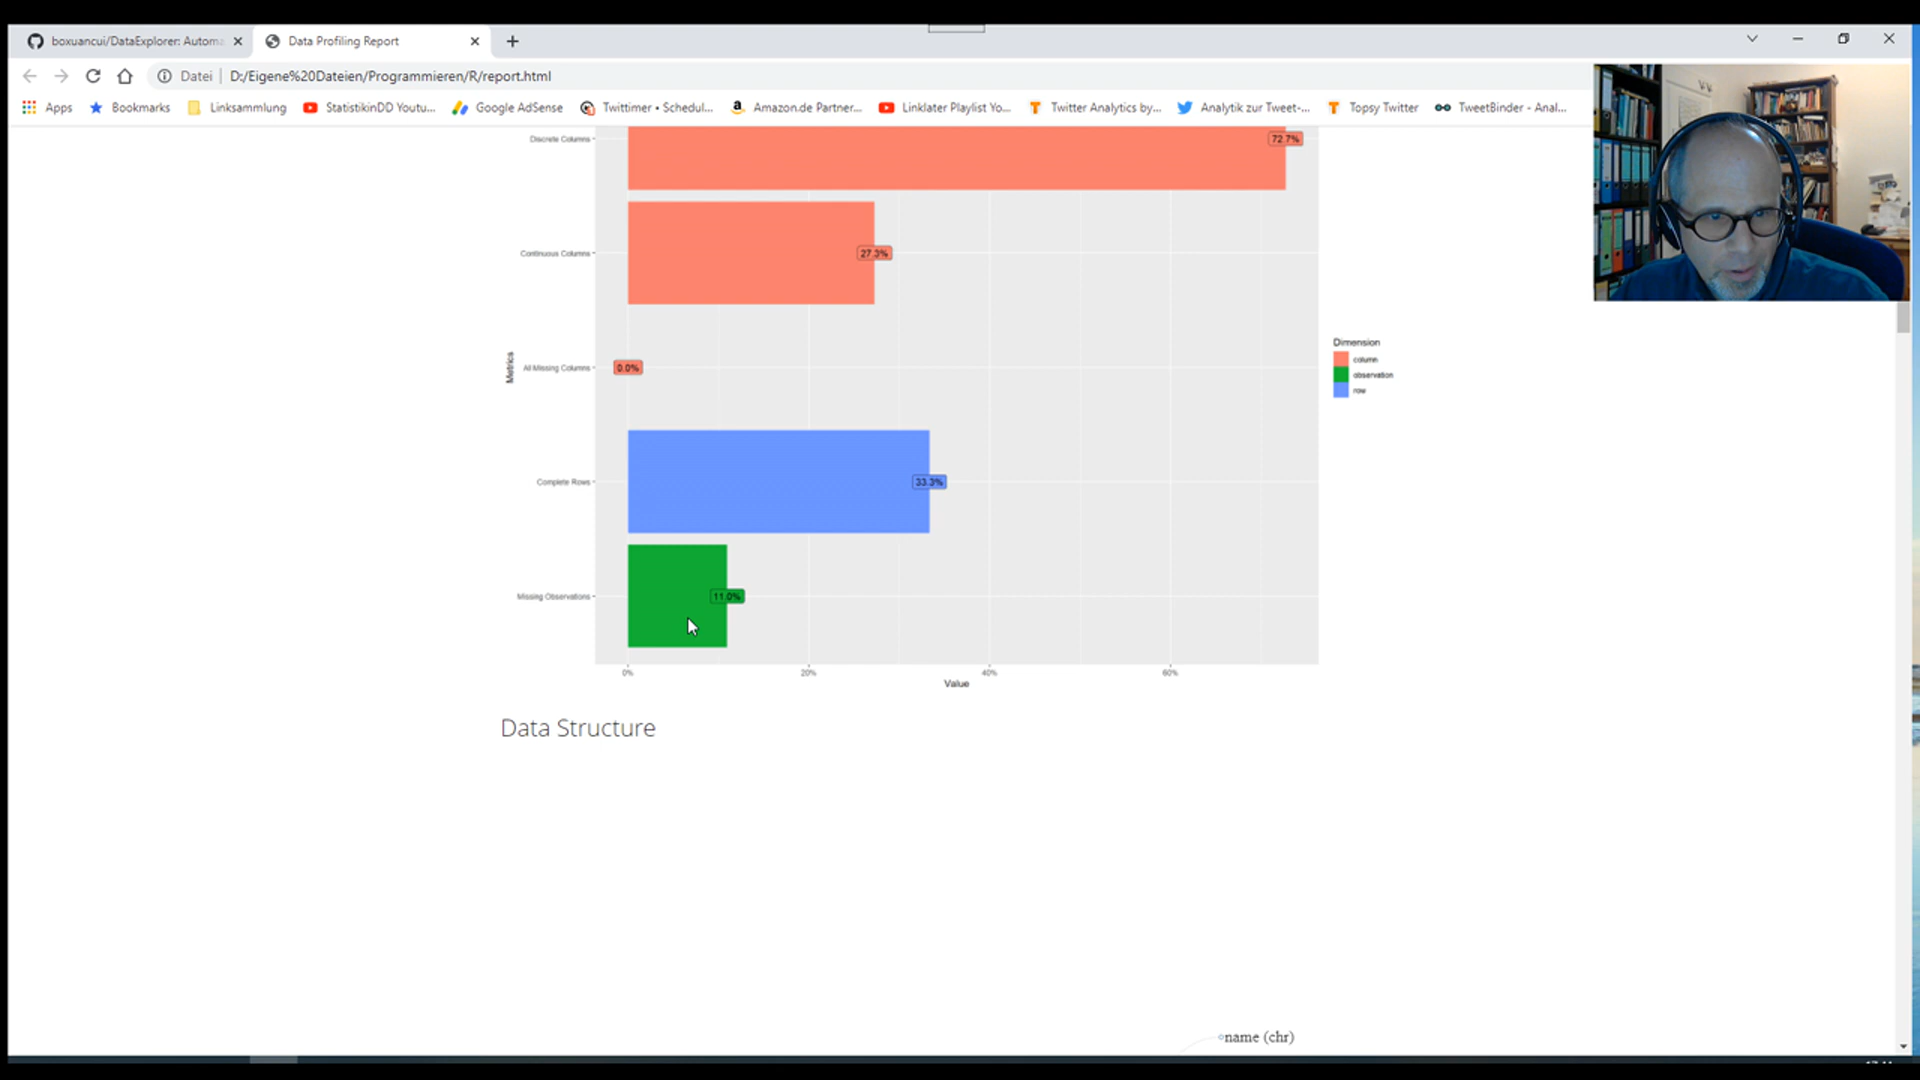 boxuancui/DataExplorer: Autom
Data Profiling Report
Datei
D:/Eigene%20Dateien/Programmieren/R/report.html
Apps
Bookmarks
Linksammlung
StatistikinDD Youtu...
Google AdSense
Twittimer • Schedul...
Amazon.de Partner...
Linklater Playlist Yo...
Twitter Analytics by...
Analytik zur Tweet-...
Topsy Twitter
TweetBinder - Anal...
Discrete Columns
72.7%
Continuous Columns
27.3%
All Missing Columns
0.0%
Metrics
Complete Rows
33.3%
Missing Observations
11.0%
0%
20%
40%
60%
Value
Dimension
column
observation
row
Data Structure
name (chr)